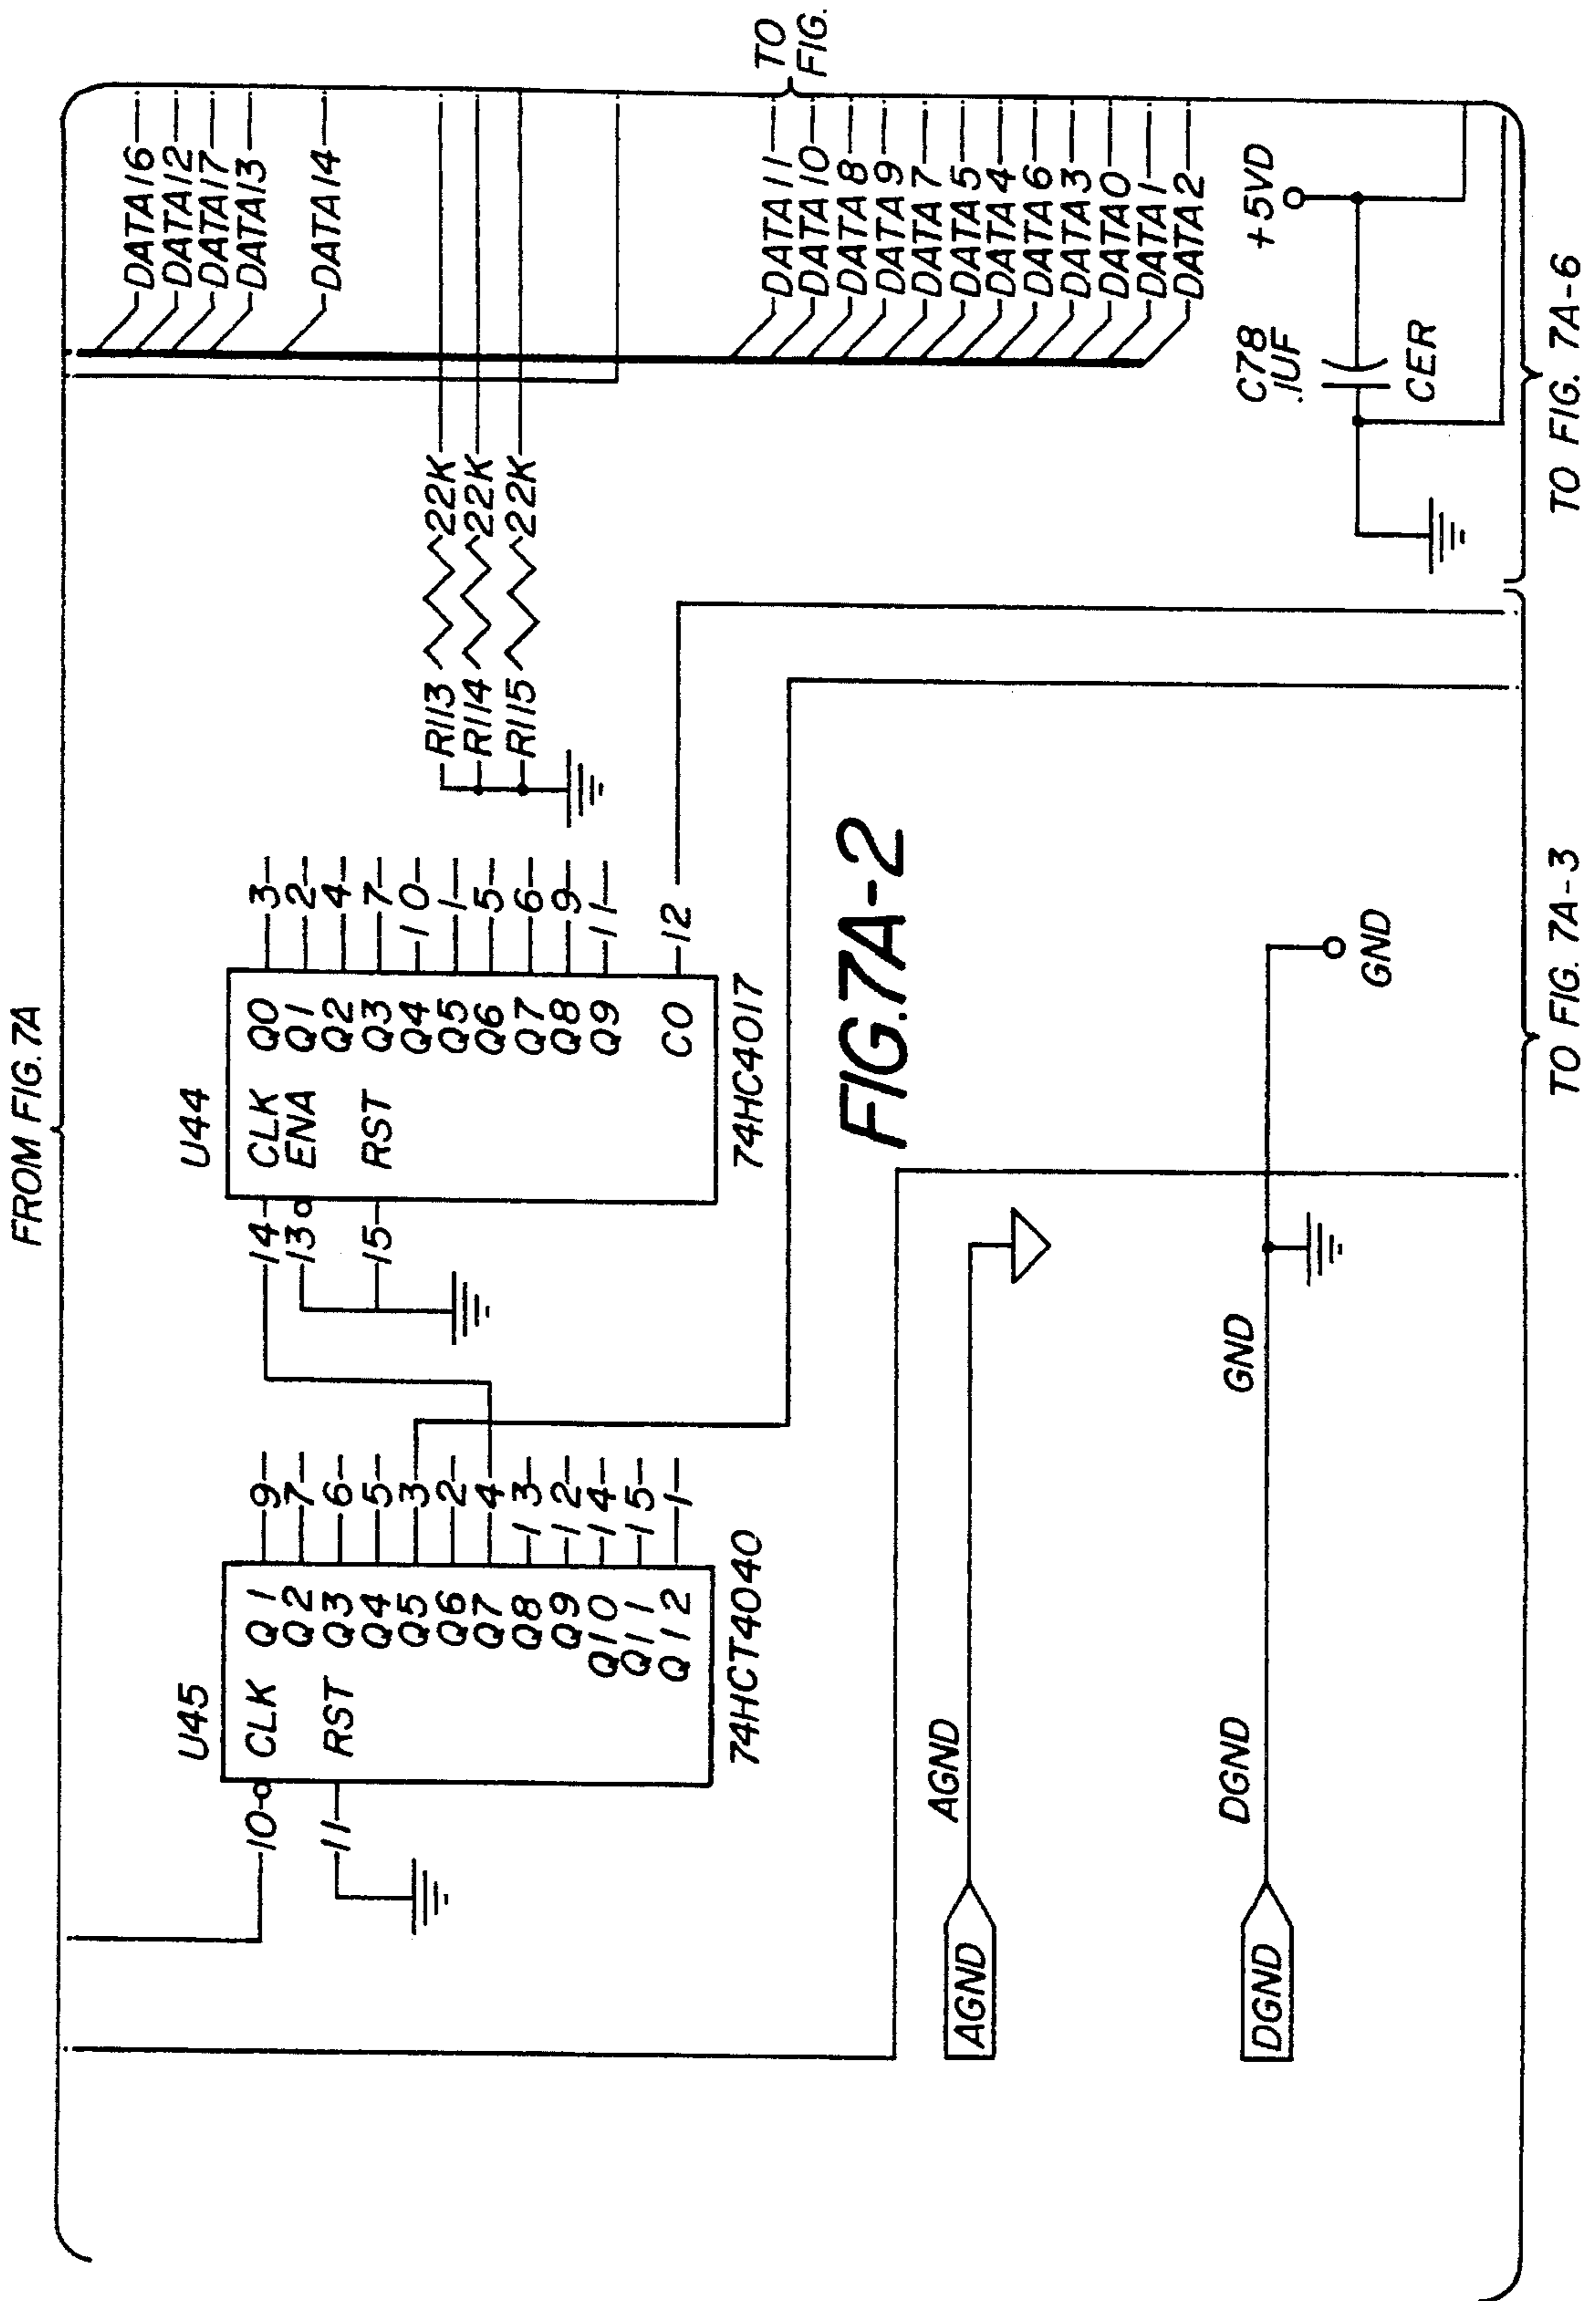 FROM FIG. 7A
U45
10 CLK Q1 9
Q2 7
11 RST Q3 6
Q4 5
Q5 3
Q6 2
Q7 4
Q8 13
Q9 12
Q10 14
Q11 15
Q12 1
74HCT4040
U44
14 CLK Q0 3
13 ENA Q1 2
Q2 4
15 RST Q3 7
Q4 10
Q5 1
Q6 5
Q7 6
Q8 9
Q9 11
CO 12
74HC4017
R113 22K
R114 22K
R115 22K
DATA16
DATA12
DATA17
DATA13
DATA14
DATA11
DATA10
DATA8
DATA9
DATA7
DATA5
DATA4
DATA6
DATA3
DATA0
DATA1
DATA2
TO
FIG.
FIG.7A-2
AGND AGND
DGND DGND GND
GND
C78
.1UF
CER
+5VD
TO FIG. 7A-3
TO FIG. 7A-6